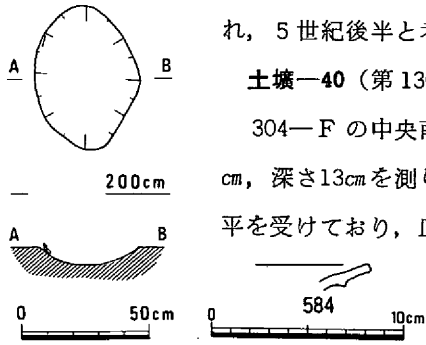 れ，5世紀後半と
土壙―40（第13
304―Fの中央
cm，深さ13cmを測り
平を受けており，
A B
200cm
A B
0 50cm
584
0 10cm